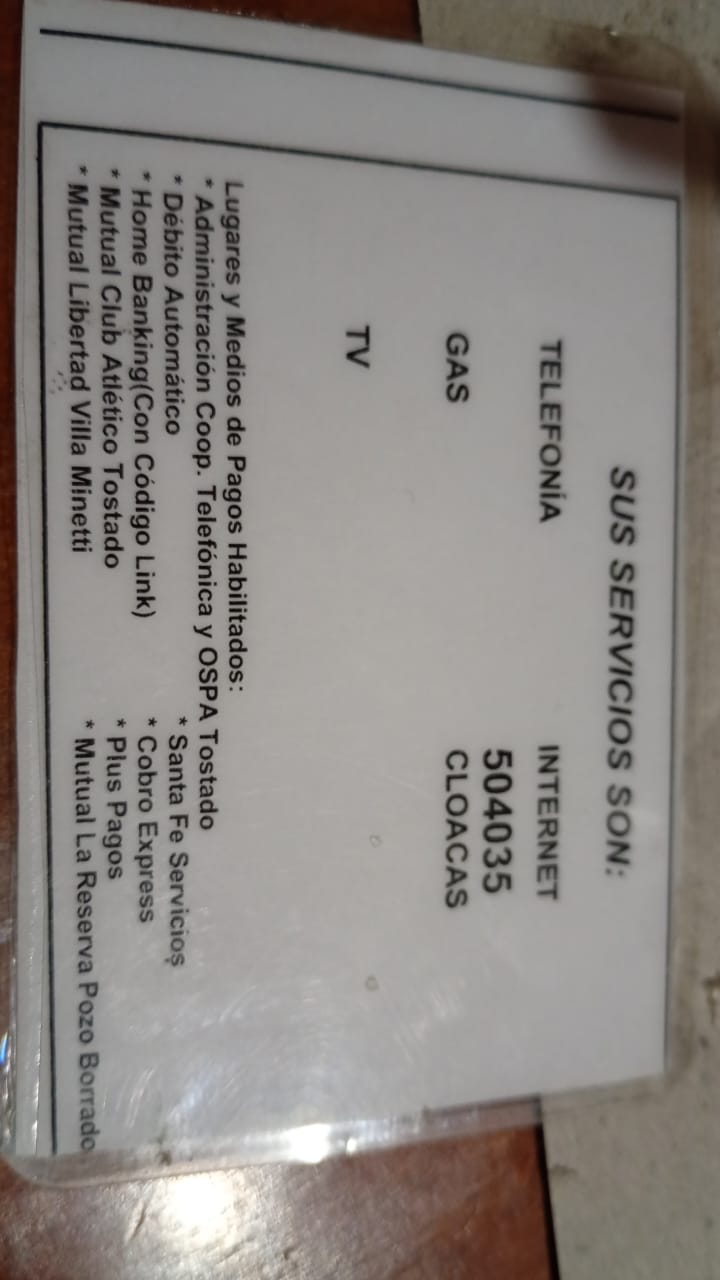 SUS SERVICIOS SON:
TELEFONÍA INTERNET
504035
GAS CLOACAS
TV
Lugares y Medios de Pagos Habilitados:
* Administración Coop. Telefónica y OSPA Tostado
* Débito Automático * Santa Fe Servicios
* Home Banking(Con Código Link) * Cobro Express
* Mutual Club Atlético Tostado * Plus Pagos
* Mutual Libertad Villa Minetti * Mutual La Reserva Pozo Borrado